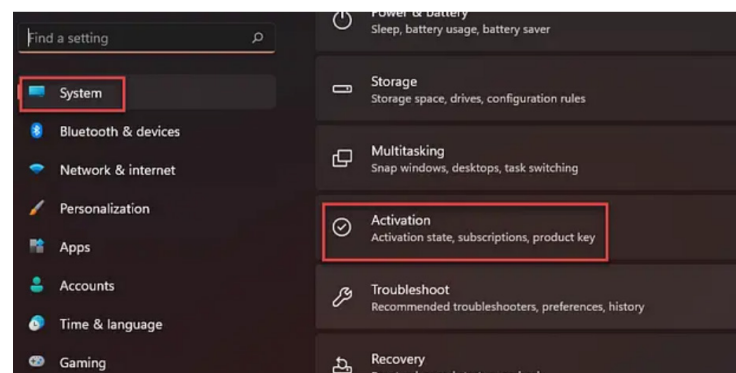 Find a setting
System
Bluetooth & devices
Network & internet
Personalization
Apps
Accounts
Time & language
Gaming
Power & battery
Sleep, battery usage, battery saver
Storage
Storage space, drives, configuration rules
Multitasking
Snap windows, desktops, task switching
Activation
Activation state, subscriptions, product key
Troubleshoot
Recommended troubleshooters, preferences, history
Recovery